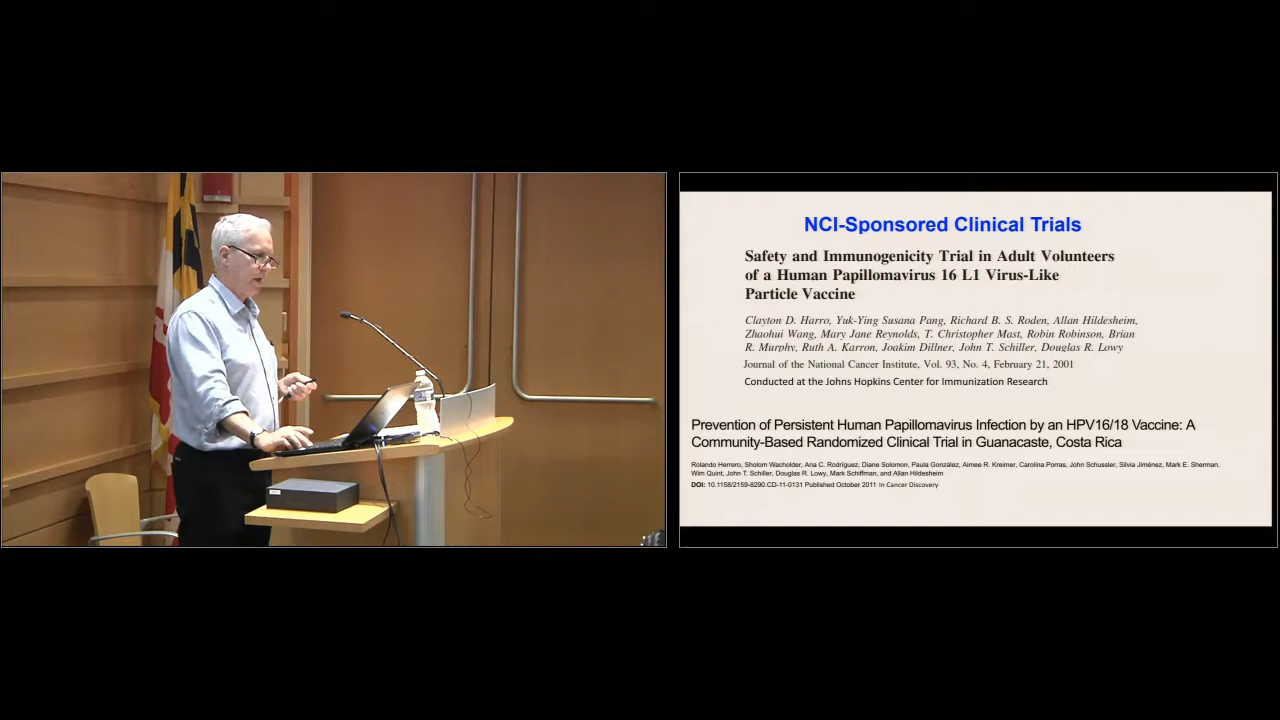 NCI-Sponsored Clinical Trials
Safety and Immunogenicity Trial in Adult Volunteers
of a Human Papillomavirus 16 L1 Virus-Like
Particle Vaccine
Clayton D. Harro, Yuk-Ying Susana Pang, Richard B. S. Roden, Allan Hildesheim,
Zhaohui Wang, Mary Jane Reynolds, T. Christopher Mast, Robin Robinson, Brian
R. Murphy, Ruth A. Karron, Joakim Dillner, John T. Schiller, Douglas R. Lowy
Journal of the National Cancer Institute, Vol. 93, No. 4, February 21, 2001
Conducted at the Johns Hopkins Center for Immunization Research
Prevention of Persistent Human Papillomavirus Infection by an HPV16/18 Vaccine: A
Community-Based Randomized Clinical Trial in Guanacaste, Costa Rica
Rolando Herrero, Sholom Wacholder, Ana C. Rodríguez, Diane Solomon, Paula González, Aimee R. Kreimer, Carolina Porras, John Schussler, Silvia Jiménez, Mark E. Sherman,
Wim Quint, John T. Schiller, Douglas R. Lowy, Mark Schiffman, and Allan Hildesheim
DOI: 10.1158/2159-8290.CD-11-0131 Published October 2011 In Cancer Discovery